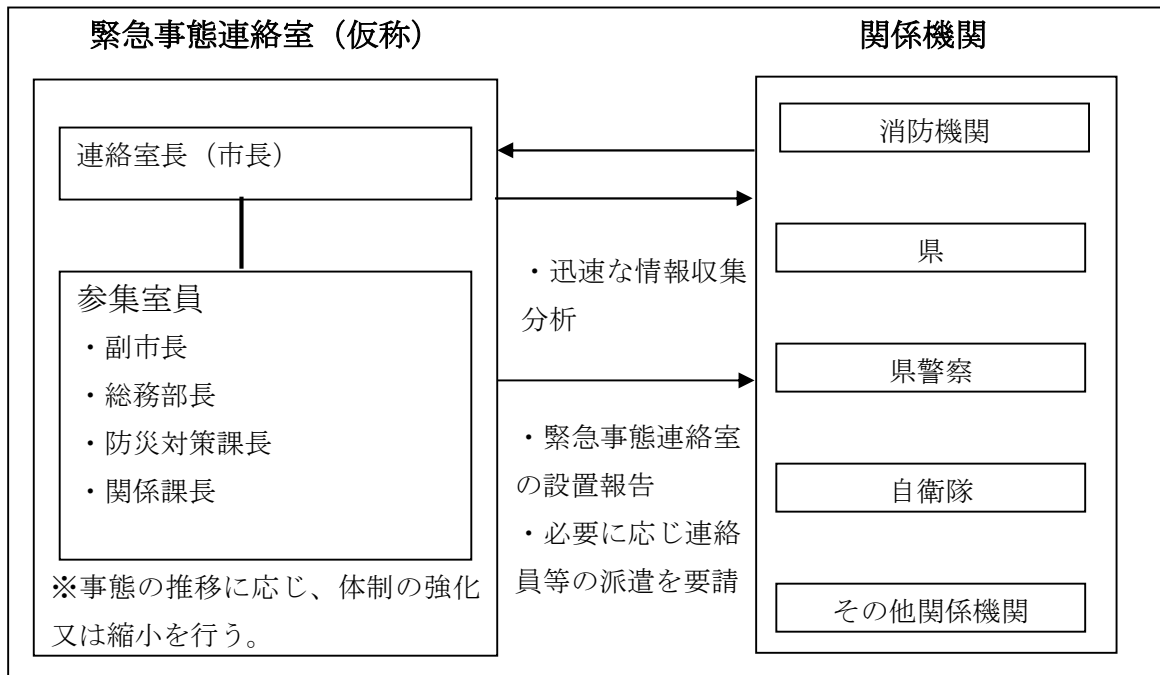 緊急事態連絡室（仮称）
関係機関
連絡室長（市長）
参集室員
・副市長
・総務部長
・防災対策課長
・関係課長
※事態の推移に応じ、体制の強化
又は縮小を行う。
・迅速な情報収集
分析
・緊急事態連絡室
の設置報告
・必要に応じ連絡
員等の派遣を要請
消防機関
県
県警察
自衛隊
その他関係機関